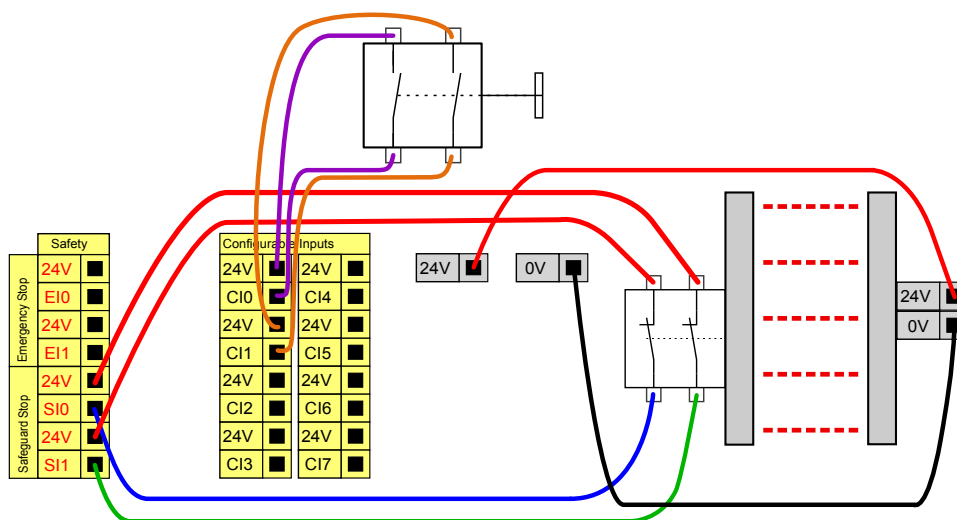 Safety
Emergency Stop
24V
EI0
24V
EI1
Safeguard Stop
24V
SI0
24V
SI1
Configurable Inputs
24V 24V
CI0 CI4
24V 24V
CI1 CI5
24V 24V
CI2 CI6
24V 24V
CI3 CI7
24V
0V
24V
0V